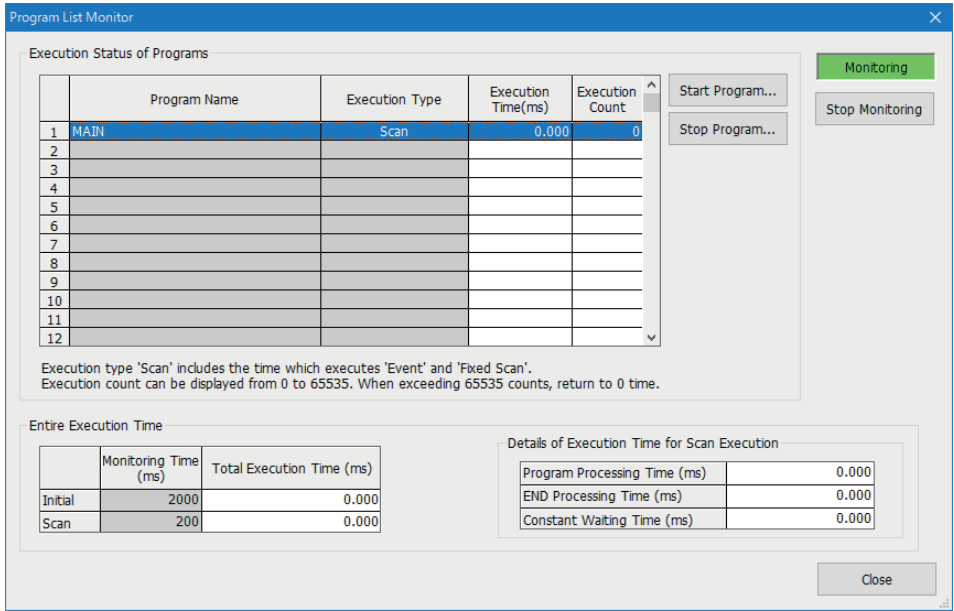 Program List Monitor
Execution Status of Programs
Monitoring
Stop Monitoring
Program Name Execution Type Execution Time(ms) Execution Count
Start Program...
Stop Program...
1 MAIN Scan 0.000 0
2
3
4
5
6
7
8
9
10
11
12
Execution type 'Scan' includes the time which executes 'Event' and 'Fixed Scan'.
Execution count can be displayed from 0 to 65535. When exceeding 65535 counts, return to 0 time.
Entire Execution Time
Monitoring Time (ms) Total Execution Time (ms)
Initial 2000 0.000
Scan 200 0.000
Details of Execution Time for Scan Execution
Program Processing Time (ms) 0.000
END Processing Time (ms) 0.000
Constant Waiting Time (ms) 0.000
Close